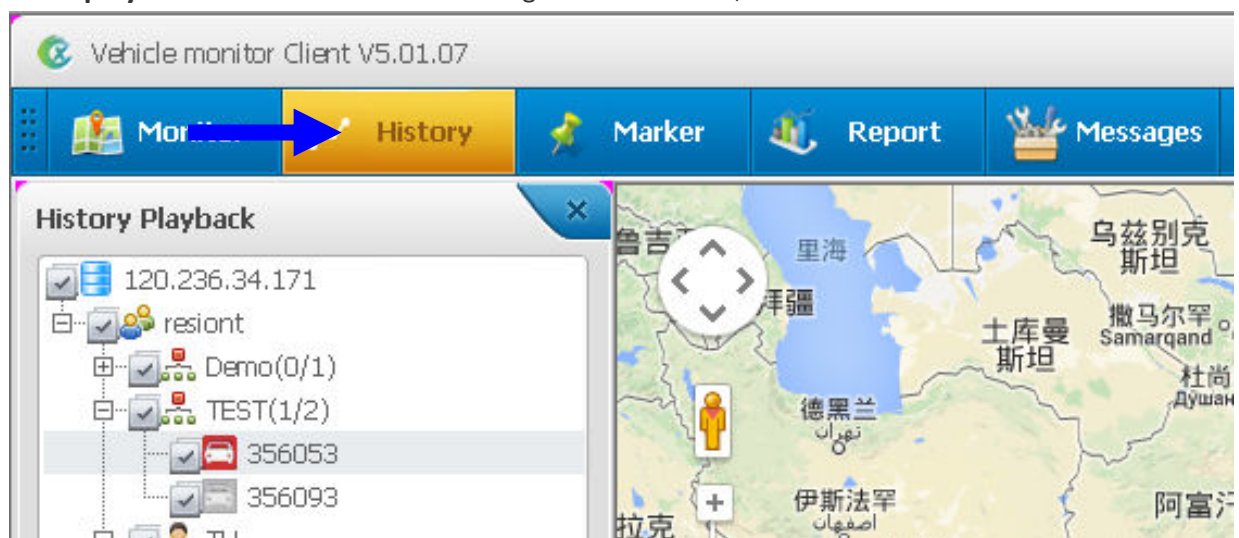 Vehicle monitor Client V5.01.07
History
Marker
Report
Messages
History Playback
120.236.34.171
resiont
Demo(0/1)
TEST(1/2)
356053
356093
里海
乌兹别克
斯坦
拜疆
土库曼
斯坦
撒马尔罕
Samarqand
杜尚
Душан
德黑兰
تهران
伊斯法罕
اصفهان
阿富汗
拉克